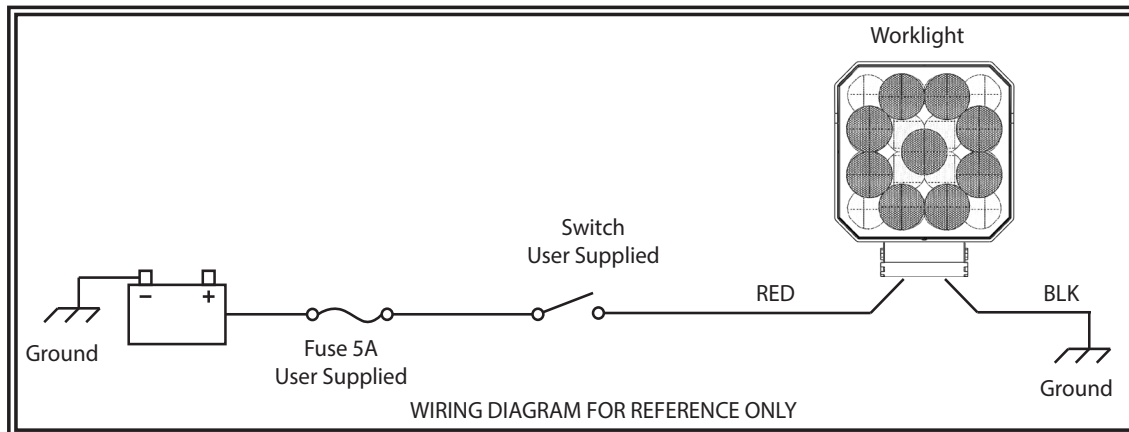 Worklight
Switch
User Supplied
RED
BLK
− +
Ground
Fuse 5A
User Supplied
Ground
WIRING DIAGRAM FOR REFERENCE ONLY